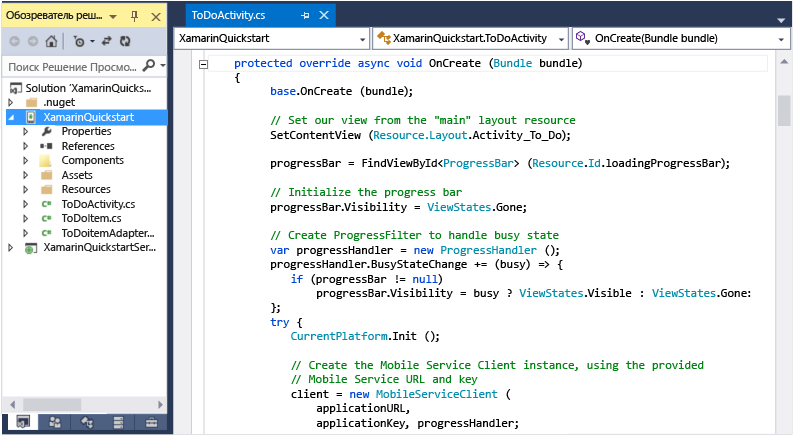 Обозреватель реш...
Поиск Решение Просмо...
Solution 'XamarinQuicks...
.nuget
XamarinQuickstart
Properties
References
Components
Assets
Resources
ToDoActivity.cs
ToDoItem.cs
ToDoitemAdapter...
XamarinQuickstartSer...
ToDoActivity.cs
XamarinQuickstart
XamarinQuickstart.ToDoActivity
OnCreate(Bundle bundle)
protected override async void OnCreate (Bundle bundle)
{
base.OnCreate (bundle);
// Set our view from the "main" layout resource
SetContentView (Resource.Layout.Activity_To_Do);
progressBar = FindViewById<ProgressBar> (Resource.Id.loadingProgressBar);
// Initialize the progress bar
progressBar.Visibility = ViewStates.Gone;
// Create ProgressFilter to handle busy state
var progressHandler = new ProgressHandler ();
progressHandler.BusyStateChange += (busy) => {
if (progressBar != null)
progressBar.Visibility = busy ? ViewStates.Visible : ViewStates.Gone:
};
try {
CurrentPlatform.Init ();
// Create the Mobile Service Client instance, using the provided
// Mobile Service URL and key
client = new MobileServiceClient (
applicationURL,
applicationKey, progressHandler;